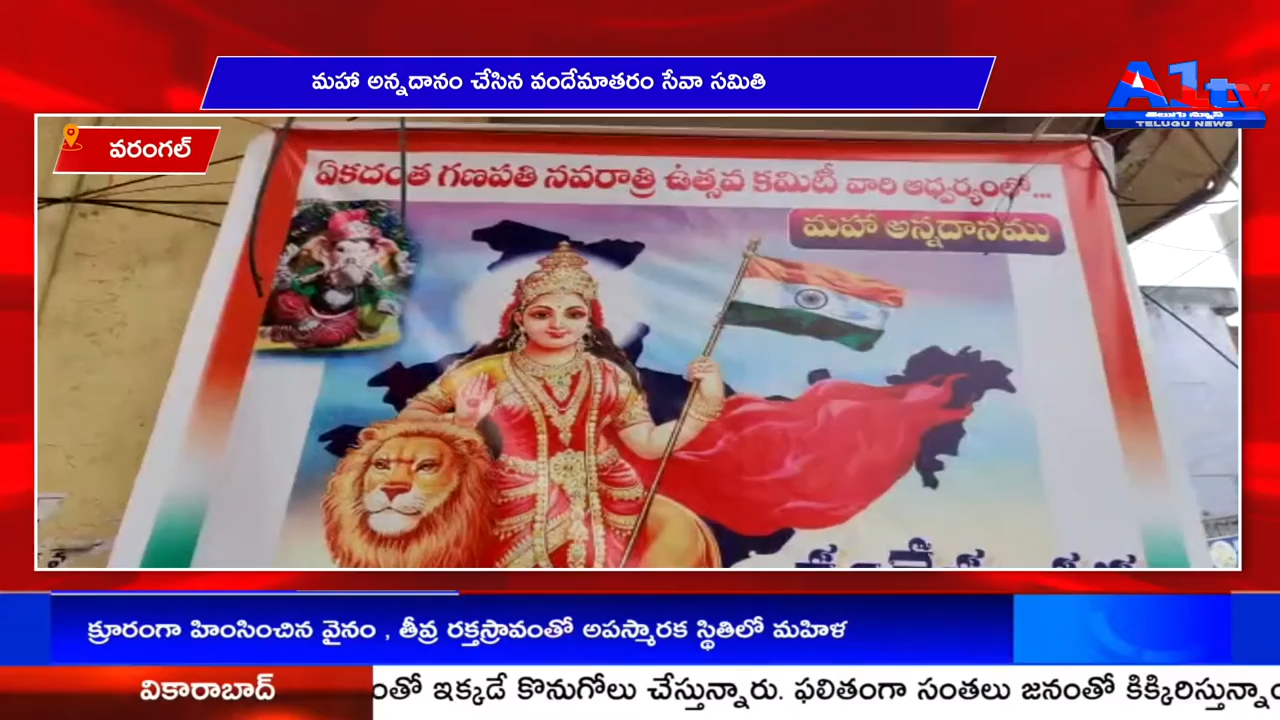 మహా అన్నదానం చేసిన వందేమాతరం సేవా సమితి
A1tv
తెలుగు న్యూస్
TELUGU NEWS
వరంగల్
ఏకదంత గణపతి నవరాత్రి ఉత్సవ కమిటీ వారి ఆధ్వర్యంలో...
మహా అన్నదానము
క్రూరంగా హింసించిన వైనం , తీవ్ర రక్తస్రావంతో అపస్మారక స్థితిలో మహిళ
వికారాబాద్
ఇక్కడే కొనుగోలు చేస్తున్నారు. ఫలితంగా సంతలు జనంతో